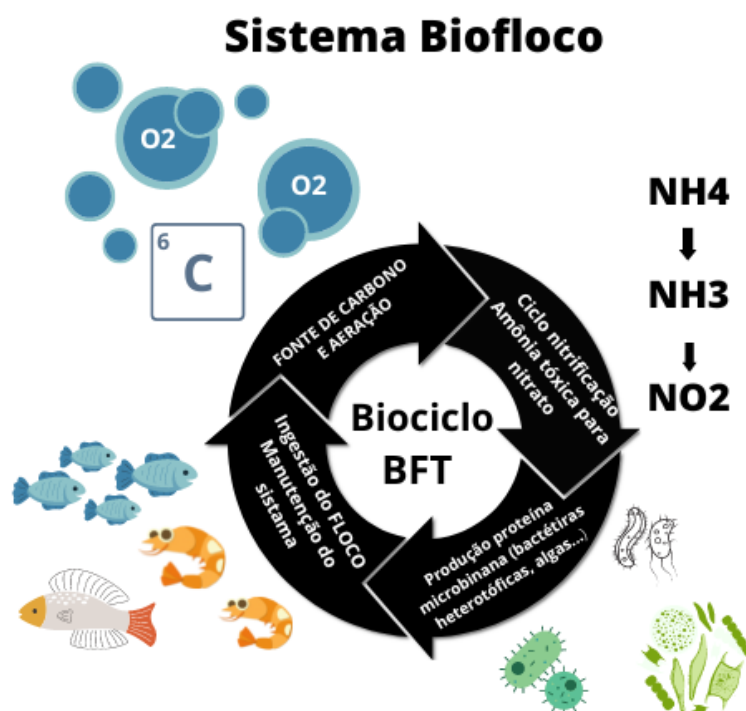 Sistema Biofloco
O2
O2
6
C
NH4
NH3
NO2
FONTE DE CARBONO
E AERAÇÃO
Ciclo nitrificação
Amônia tóxica para
nitrato
Biociclo
BFT
Produção proteína
microbinana (bactétiras
heterotóficas, algas...)
Ingestão do FLOCO
Manutenção do
sistama